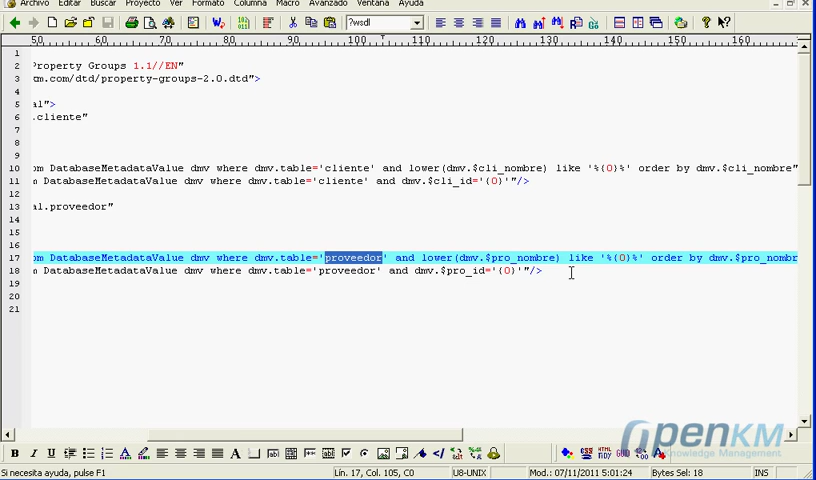 Archivo Editar Buscar Proyecto Ver Formato Columna Macro Avanzado Ventana Ayuda
?wsdl
50 60 70 80 90 100 110 120 130 140 150 160
1
2 Property Groups 1.1//EN"
3 tm.com/dtd/property-groups-2.0.dtd">
4
5 al">
6 .cliente"
7
8
9
10 om DatabaseMetadataValue dmv where dmv.table='cliente' and lower(dmv.$cli_nombre) like '%{0}%' order by dmv.$cli_nombre"
11 m DatabaseMetadataValue dmv where dmv.table='cliente' and dmv.$cli_id='{0}'"/>
12
13 al.proveedor"
14
15
16
17 om DatabaseMetadataValue dmv where dmv.table='proveedor' and lower(dmv.$pro_nombre) like '%{0}%' order by dmv.$pro_nombr
18 m DatabaseMetadataValue dmv where dmv.table='proveedor' and dmv.$pro_id='{0}'"/>
19
20
21
OpenKM
Knowledge Management
B I U
Si necesita ayuda, pulse F1 Lín. 17, Col. 105, C0 U8-UNIX Mod.: 07/11/2011 5:01:24 Bytes Sel: 18 INS